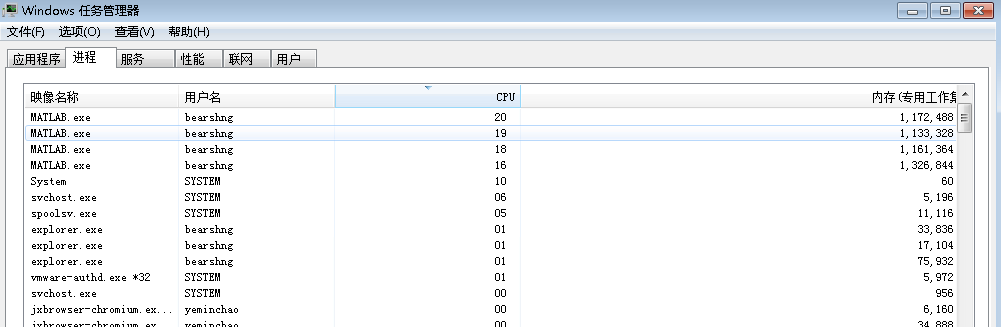 Windows 任务管理器
文件(F) 选项(O) 查看(V) 帮助(H)
应用程序 进程 服务 性能 联网 用户
映像名称 用户名 CPU 内存(专用工作集
MATLAB.exe bearshng 20 1,172,488
MATLAB.exe bearshng 19 1,133,328
MATLAB.exe bearshng 18 1,161,364
MATLAB.exe bearshng 16 1,326,844
System SYSTEM 10 60
svchost.exe SYSTEM 06 5,196
spoolsv.exe SYSTEM 05 11,116
explorer.exe bearshng 01 33,836
explorer.exe bearshng 01 17,104
explorer.exe bearshng 01 75,932
vmware-authd.exe *32 SYSTEM 01 5,972
svchost.exe SYSTEM 00 956
jxbrowser-chromium.ex... yeminchao 00 6,160
jxbrowser-chromium.ex... yeminchao 00 34,888